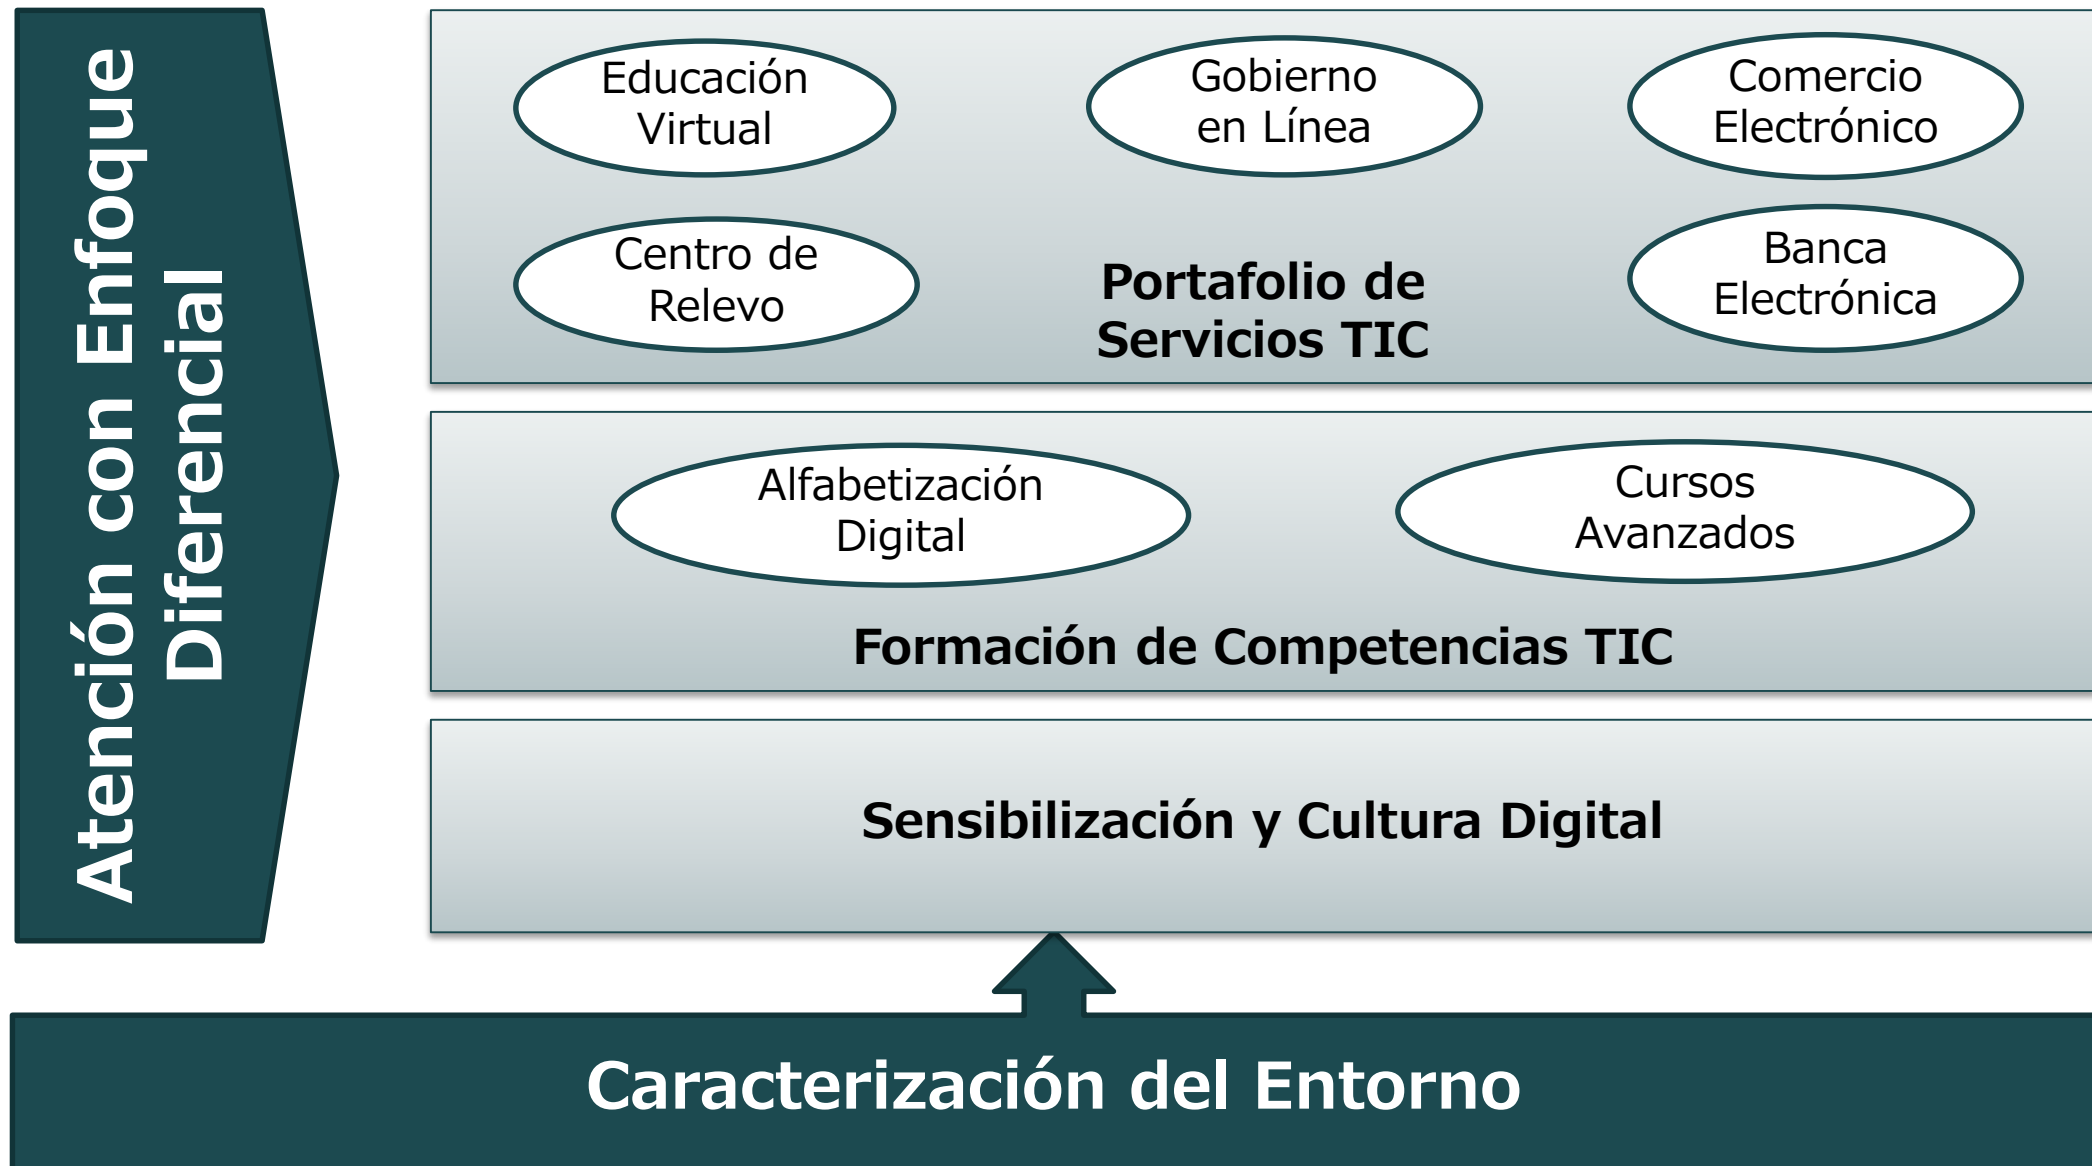 Atención con Enfoque
Diferencial
Educación
Virtual
Gobierno
en Línea
Comercio
Electrónico
Centro de
Relevo
Portafolio de
Servicios TIC
Banca
Electrónica
Alfabetización
Digital
Cursos
Avanzados
Formación de Competencias TIC
Sensibilización y Cultura Digital
Caracterización del Entorno